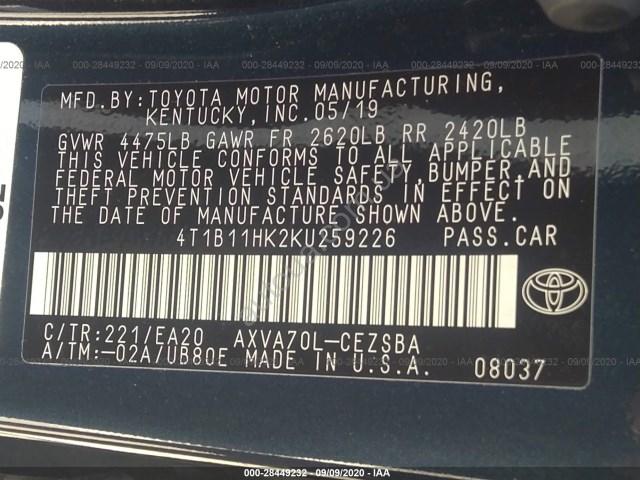 000-28449232 - 09/09/2020 - IAA
MFD.BY:TOYOTA MOTOR MANUFACTURING,
KENTUCKY,INC.05/19
GVWR 4475LB GAWR FR 2620LB RR 2420LB
THIS VEHICLE CONFORMS TO ALL APPLICABLE
FEDERAL MOTOR VEHICLE SAFETY,BUMPER,AND
THEFT PREVENTION STANDARDS IN EFFECT ON
THE DATE OF MANUFACTURE SHOWN ABOVE.
4T1B11HK2KU259226 PASS.CAR
C/TR:221/EA20 AXVA70L-CEZSBA
A/TM:-02A/UB80E MADE IN U.S.A. 08037
000-28449232 - 09/09/2020 - IAA